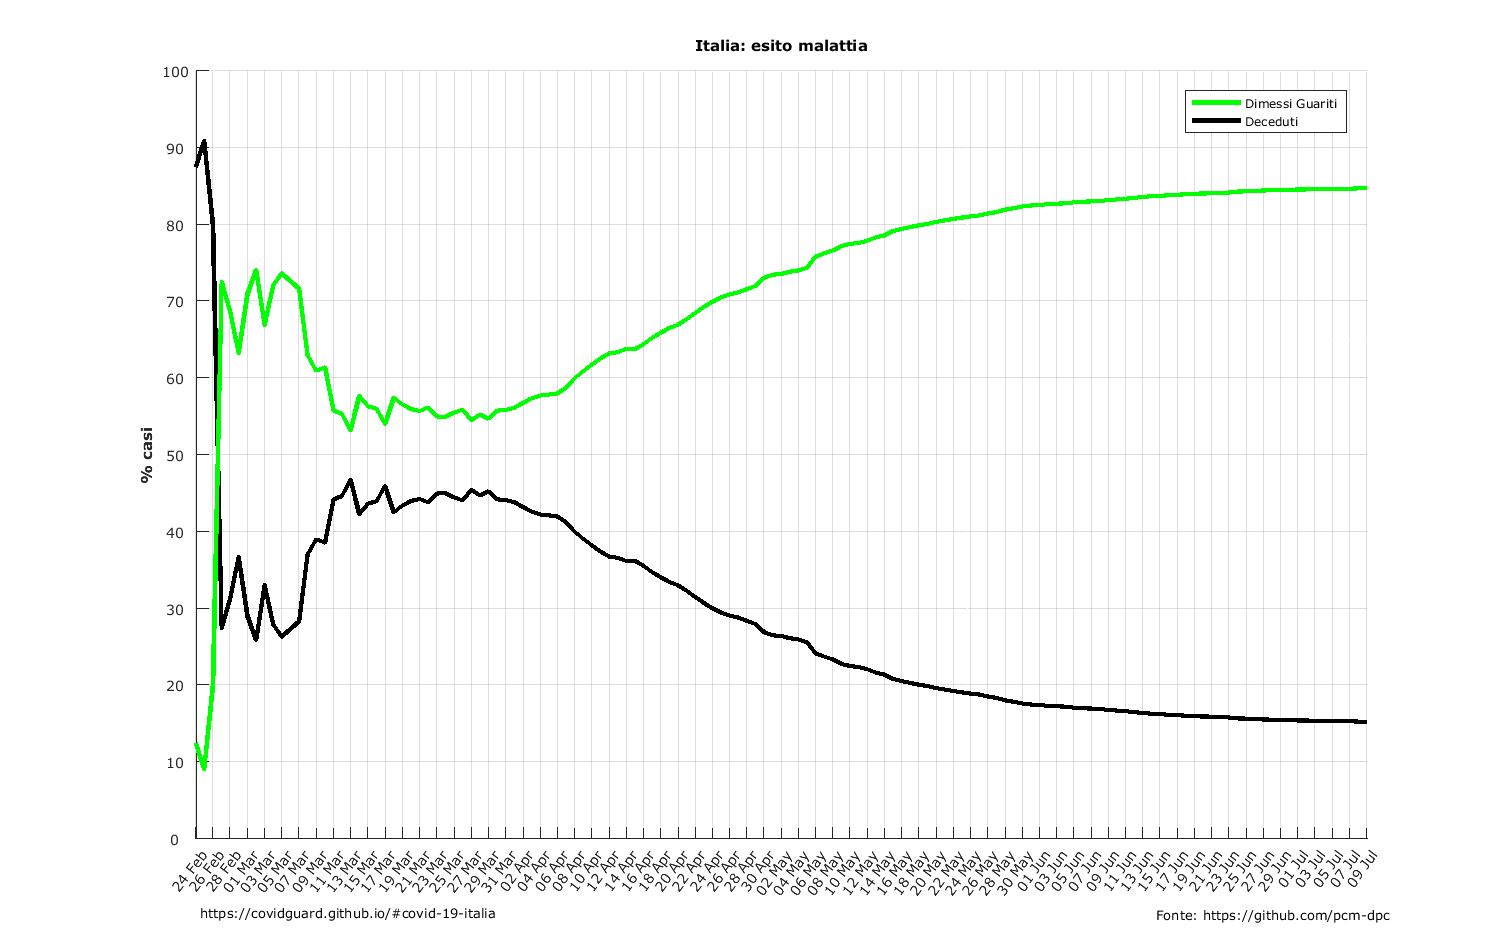 Italia: esito malattia
100
90
80
70
60
50
40
30
20
10
0
% casi
Dimessi Guariti
Deceduti
24 Feb
26 Feb
28 Feb
01 Mar
03 Mar
05 Mar
07 Mar
09 Mar
11 Mar
13 Mar
15 Mar
17 Mar
19 Mar
21 Mar
23 Mar
25 Mar
27 Mar
29 Mar
31 Mar
02 Apr
04 Apr
06 Apr
08 Apr
10 Apr
12 Apr
14 Apr
16 Apr
18 Apr
20 Apr
22 Apr
24 Apr
26 Apr
28 Apr
30 Apr
02 May
04 May
06 May
08 May
10 May
12 May
14 May
16 May
18 May
20 May
22 May
24 May
26 May
28 May
30 May
01 Jun
03 Jun
05 Jun
07 Jun
09 Jun
11 Jun
13 Jun
15 Jun
17 Jun
19 Jun
21 Jun
23 Jun
25 Jun
27 Jun
29 Jun
01 Jul
03 Jul
05 Jul
07 Jul
09 Jul
https://covidguard.github.io/#covid-19-italia
Fonte: https://github.com/pcm-dpc